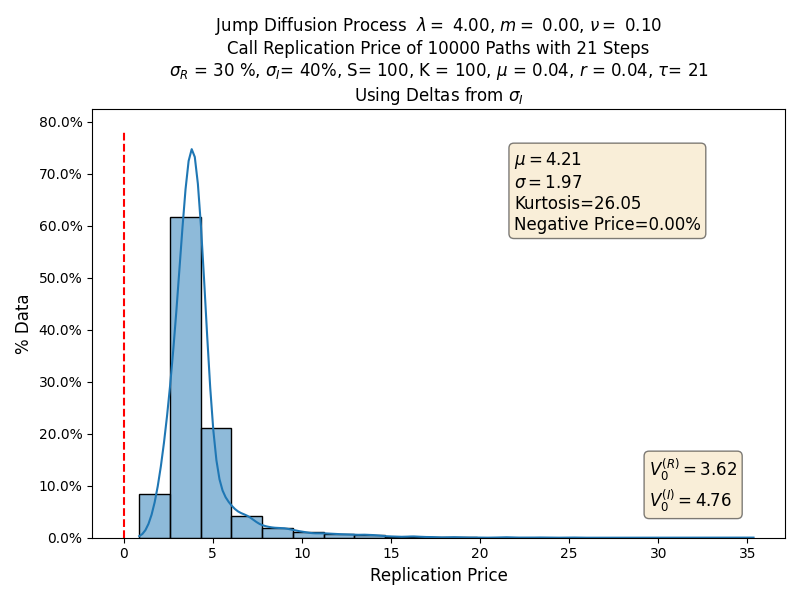 Jump Diffusion Process λ = 4.00, m = 0.00, ν = 0.10
Call Replication Price of 10000 Paths with 21 Steps
σ_R = 30 %, σ_I= 40%, S= 100, K = 100, μ = 0.04, r = 0.04, τ= 21
Using Deltas from σ_I
80.0%
70.0%
60.0%
50.0%
40.0%
30.0%
20.0%
10.0%
0.0%
% Data
μ = 4.21
σ = 1.97
Kurtosis=26.05
Negative Price=0.00%
V_0^(R) = 3.62
V_0^(I) = 4.76
0 5 10 15 20 25 30 35
Replication Price